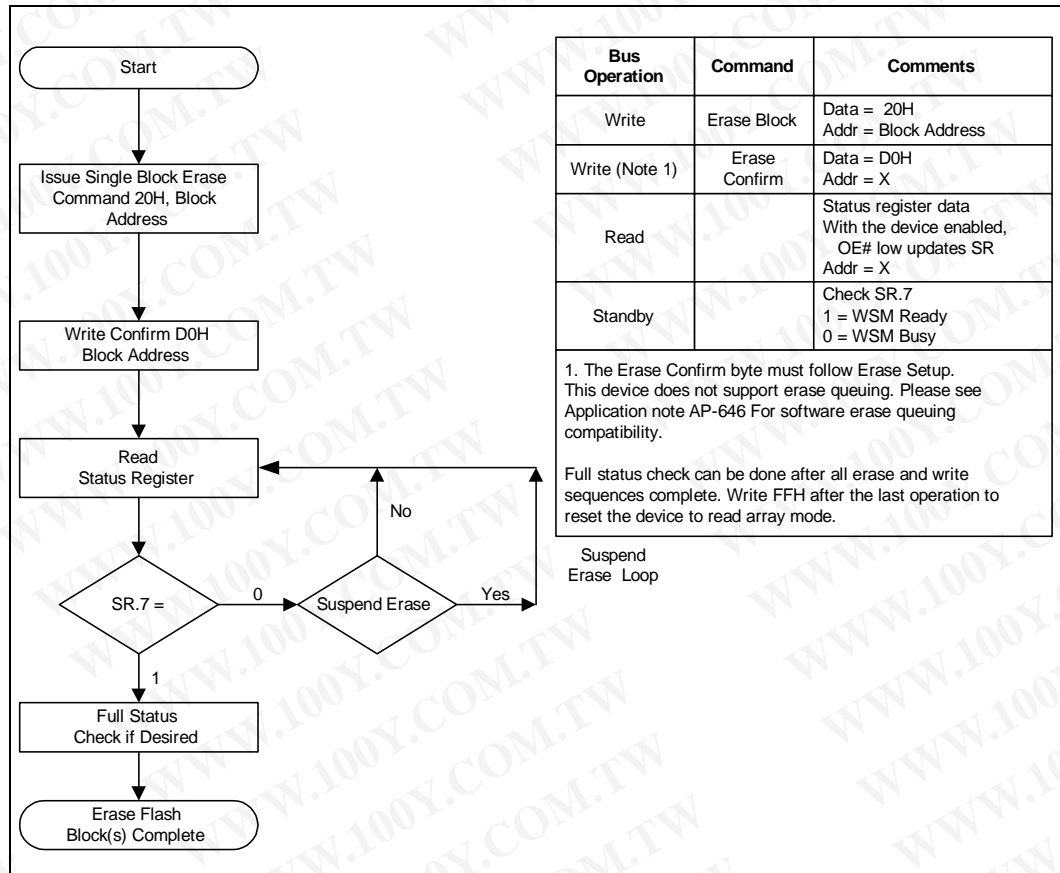 Start
Issue Single Block Erase
Command 20H, Block
Address
Write Confirm D0H
Block Address
Read
Status Register
No
SR.7 =
0
Suspend Erase
Yes
1
Full Status
Check if Desired
Erase Flash
Block(s) Complete
Bus
Operation
Command
Comments
Write
Erase Block
Data = 20H
Addr = Block Address
Write (Note 1)
Erase
Confirm
Data = D0H
Addr = X
Read
Status register data
With the device enabled,
OE# low updates SR
Addr = X
Standby
Check SR.7
1 = WSM Ready
0 = WSM Busy
1. The Erase Confirm byte must follow Erase Setup.
This device does not support erase queuing. Please see
Application note AP-646 For software erase queuing
compatibility.
Full status check can be done after all erase and write
sequences complete. Write FFH after the last operation to
reset the device to read array mode.
Suspend
Erase Loop
WWW.100Y.COM.TW